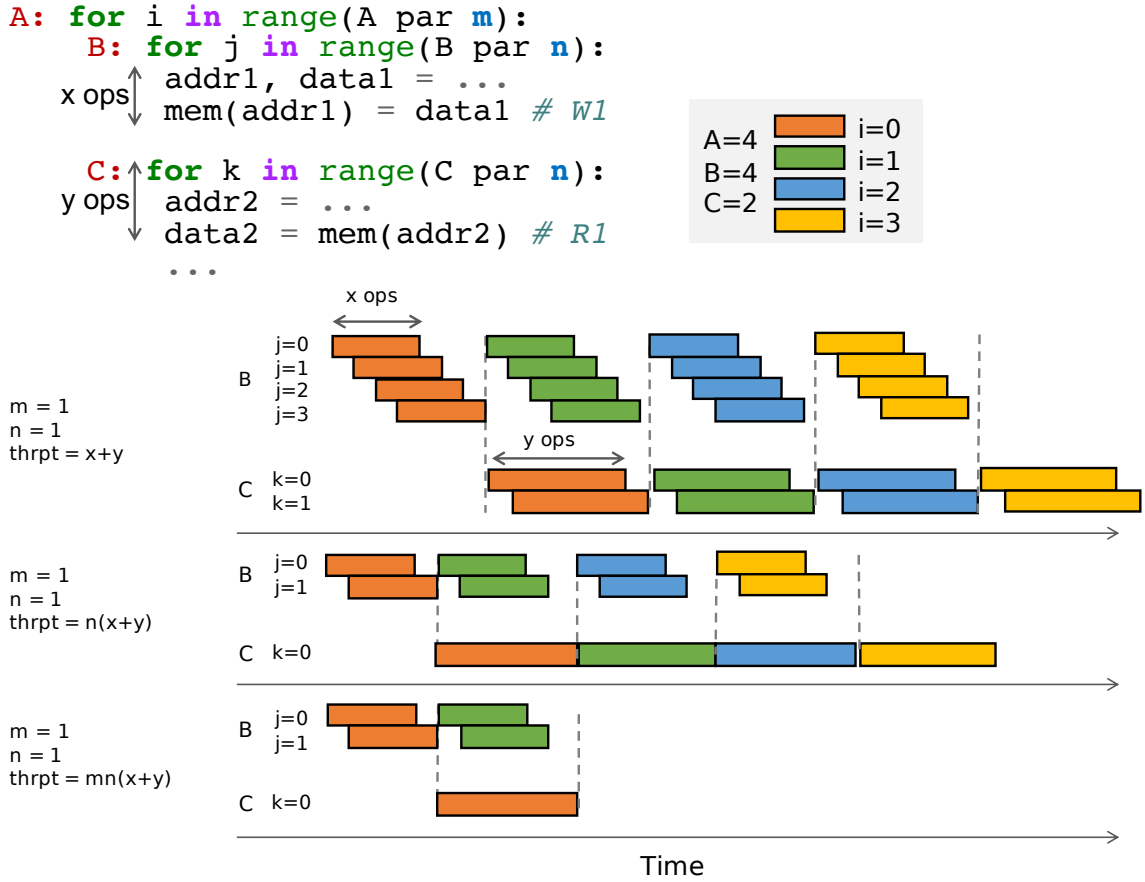 A: for i in range(A par m):
B: for j in range(B par n):
x ops
addr1, data1 = ...
mem(addr1) = data1 # W1
C: for k in range(C par n):
y ops
addr2 = ...
data2 = mem(addr2) # R1
...
A=4
B=4
C=2
i=0
i=1
i=2
i=3
x ops
m = 1
n = 1
thrpt = x+y
B
j=0
j=1
j=2
j=3
y ops
C
k=0
k=1
m = 1
n = 1
thrpt = n(x+y)
B
j=0
j=1
C k=0
m = 1
n = 1
thrpt = mn(x+y)
B
j=0
j=1
C k=0
Time